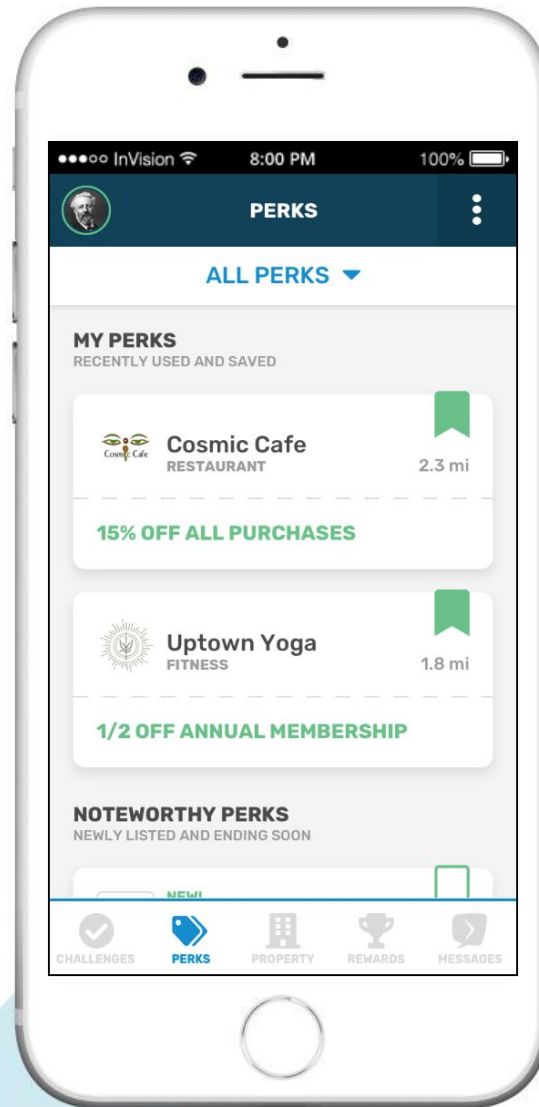 InVision 8:00 PM 100%
PERKS
ALL PERKS
MY PERKS
RECENTLY USED AND SAVED
Cosmic Cafe
Cosmic Cafe
RESTAURANT 2.3 mi
15% OFF ALL PURCHASES
Uptown Yoga
FITNESS 1.8 mi
1/2 OFF ANNUAL MEMBERSHIP
NOTEWORTHY PERKS
NEWLY LISTED AND ENDING SOON
NEW!
CHALLENGES PERKS PROPERTY REWARDS MESSAGES